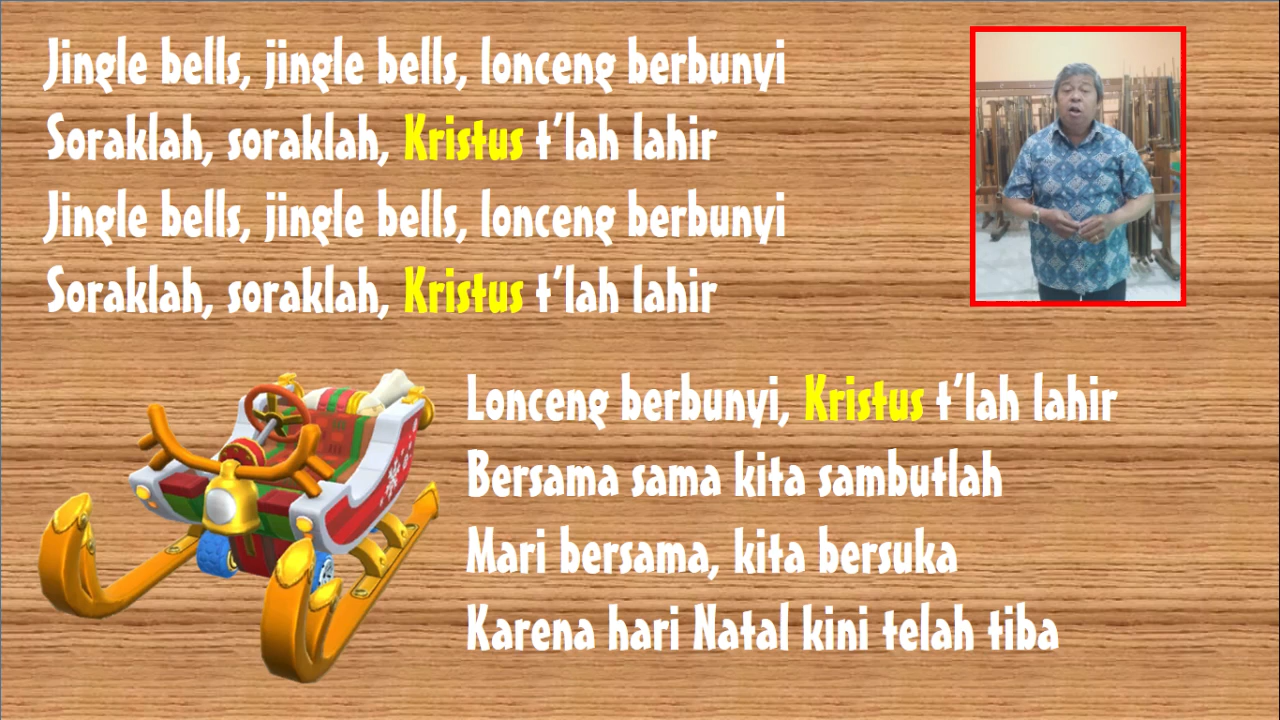 Jingle bells, jingle bells, lonceng berbunyi
Soraklah, soraklah, Kristus t'lah lahir
Jingle bells, jingle bells, lonceng berbunyi
Soraklah, soraklah, Kristus t'lah lahir
Lonceng berbunyi, Kristus t'lah lahir
Bersama sama kita sambutlah
Mari bersama, kita bersuka
Karena hari Natal kini telah tiba